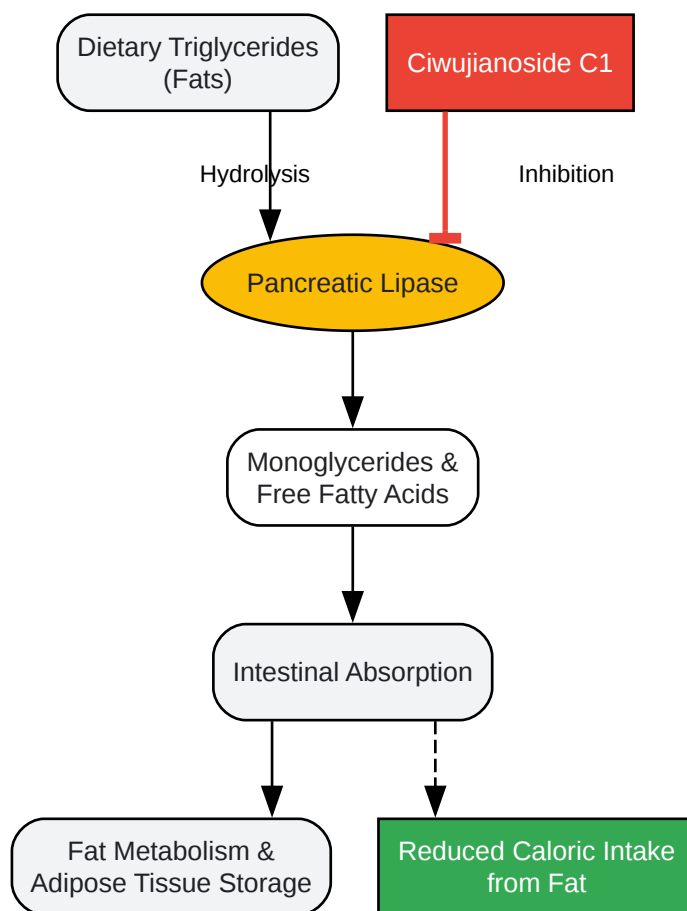 Dietary Triglycerides
(Fats)
Ciwujianoside C1
Hydrolysis
Inhibition
Pancreatic Lipase
Monoglycerides &
Free Fatty Acids
Intestinal Absorption
Fat Metabolism &
Adipose Tissue Storage
Reduced Caloric Intake
from Fat